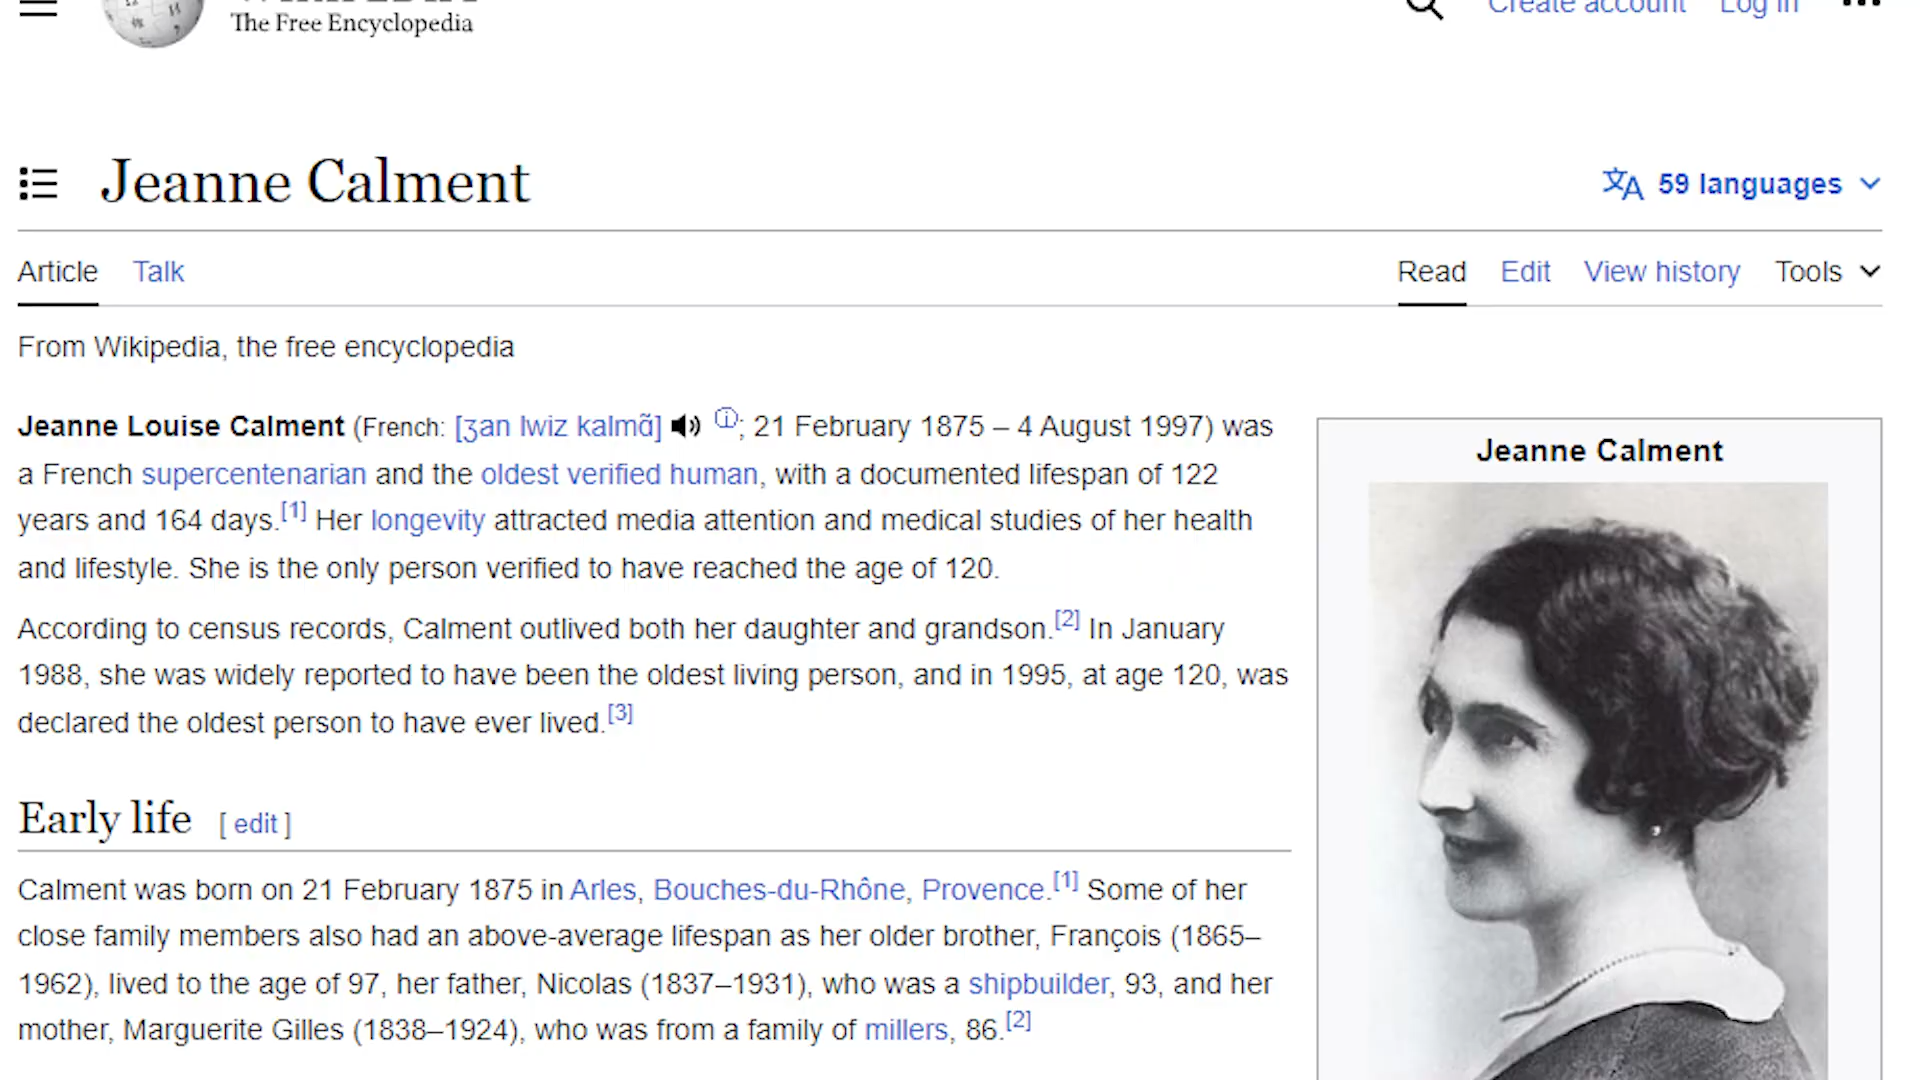 The Free Encyclopedia
Create account Log in
Jeanne Calment
59 languages
Article Talk
Read Edit View history Tools
From Wikipedia, the free encyclopedia
Jeanne Louise Calment (French: [ʒan lwiz kalmɑ̃] ⓘ; 21 February 1875 – 4 August 1997) was
a French supercentenarian and the oldest verified human, with a documented lifespan of 122
years and 164 days.[1] Her longevity attracted media attention and medical studies of her health
and lifestyle. She is the only person verified to have reached the age of 120.
According to census records, Calment outlived both her daughter and grandson.[2] In January
1988, she was widely reported to have been the oldest living person, and in 1995, at age 120, was
declared the oldest person to have ever lived.[3]
Early life [ edit ]
Calment was born on 21 February 1875 in Arles, Bouches-du-Rhône, Provence.[1] Some of her
close family members also had an above-average lifespan as her older brother, François (1865–
1962), lived to the age of 97, her father, Nicolas (1837–1931), who was a shipbuilder, 93, and her
mother, Marguerite Gilles (1838–1924), who was from a family of millers, 86.[2]
Jeanne Calment